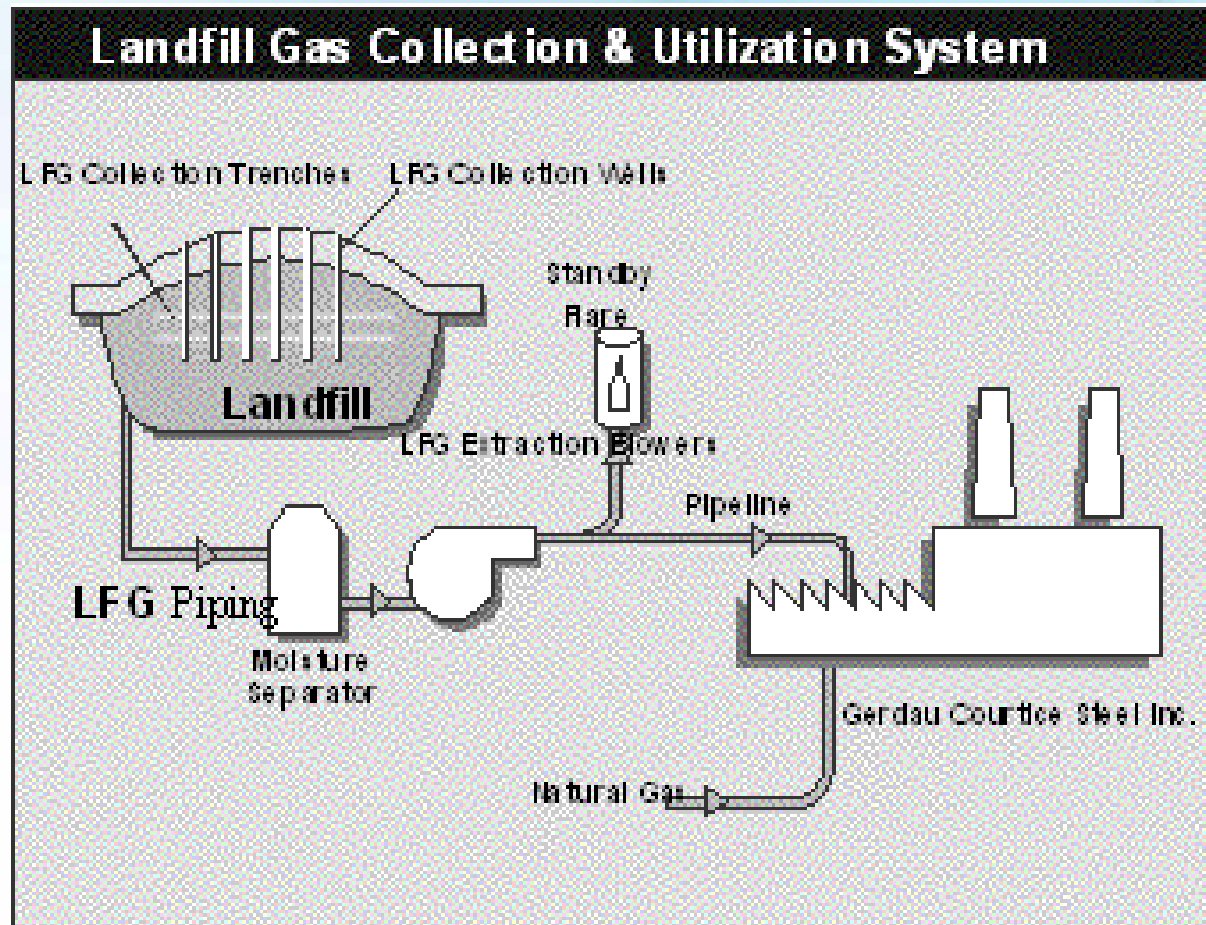 Landfill Gas Collection & Utilization System
LFG Collection Trenches
LFG Collection Wells
Standby
Flare
Landfill
LFG Extraction Blowers
Pipeline
LFG Piping
Moisture
Separator
Gerdau Courtice Steel Inc.
Natural Gas